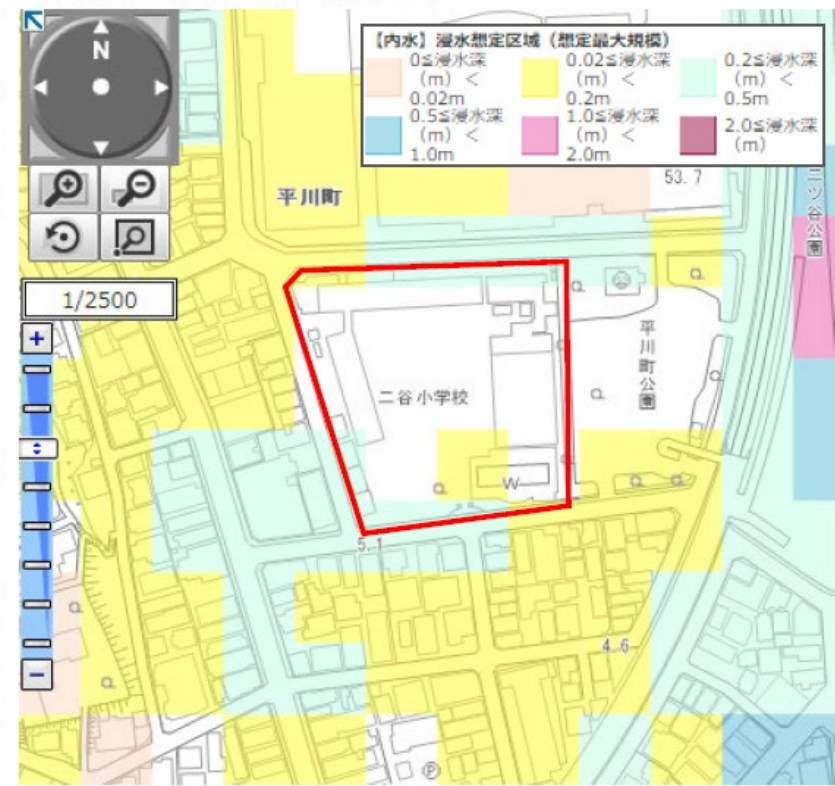 N
【内水】浸水想定区域（想定最大規模）
0≦浸水深（m）＜0.02m
0.02≦浸水深（m）＜0.2m
0.2≦浸水深（m）＜0.5m
0.5≦浸水深（m）＜1.0m
1.0≦浸水深（m）＜2.0m
2.0≦浸水深（m）
53.7
三ツ谷公園
平川町
1/2500
+
平川町公園
二谷小学校
W
5.1
4.6
−
P